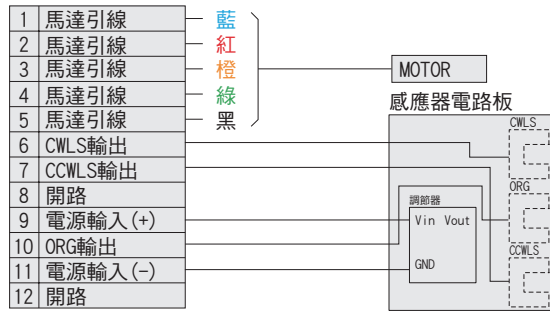 1 馬達引線 藍
2 馬達引線 紅
3 馬達引線 橙
4 馬達引線 綠
5 馬達引線 黑
6 CWLS輸出
7 CCWLS輸出
8 開路
9 電源輸入(+)
10 ORG輸出
11 電源輸入(-)
12 開路
MOTOR
感應器電路板
CWLS
ORG
CCWLS
調節器
Vin Vout
GND